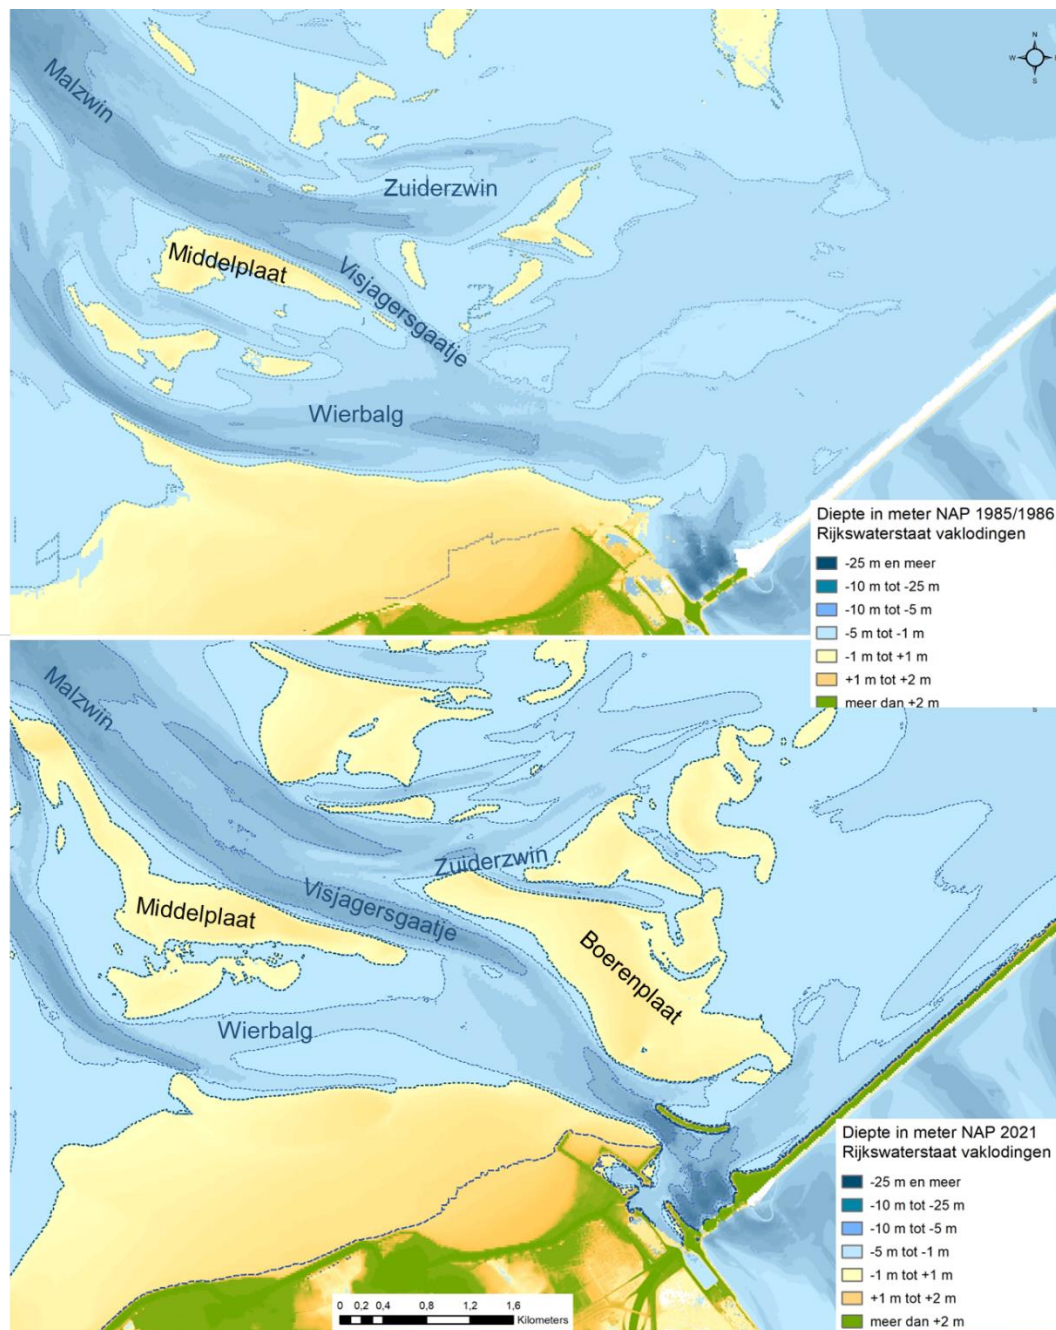 N
W
S
Malzwin
Zuiderzwin
Middelplaat
Visjagersgaatje
Wierbalg
Diepte in meter NAP 1985/1986
Rijkswaterstaat vaklodingen
-25 m en meer
-10 m tot -25 m
-10 m tot -5 m
-5 m tot -1 m
-1 m tot +1 m
+1 m tot +2 m
meer dan +2 m
Malzwin
Zuiderzwin
Visjagersgaatje
Middelplaat
Boerenplaat
Wierbalg
Diepte in meter NAP 2021
Rijkswaterstaat vaklodingen
-25 m en meer
-10 m tot -25 m
-10 m tot -5 m
-5 m tot -1 m
-1 m tot +1 m
+1 m tot +2 m
meer dan +2 m
0 0,2 0,4 0,8 1,2 1,6
Kilometers